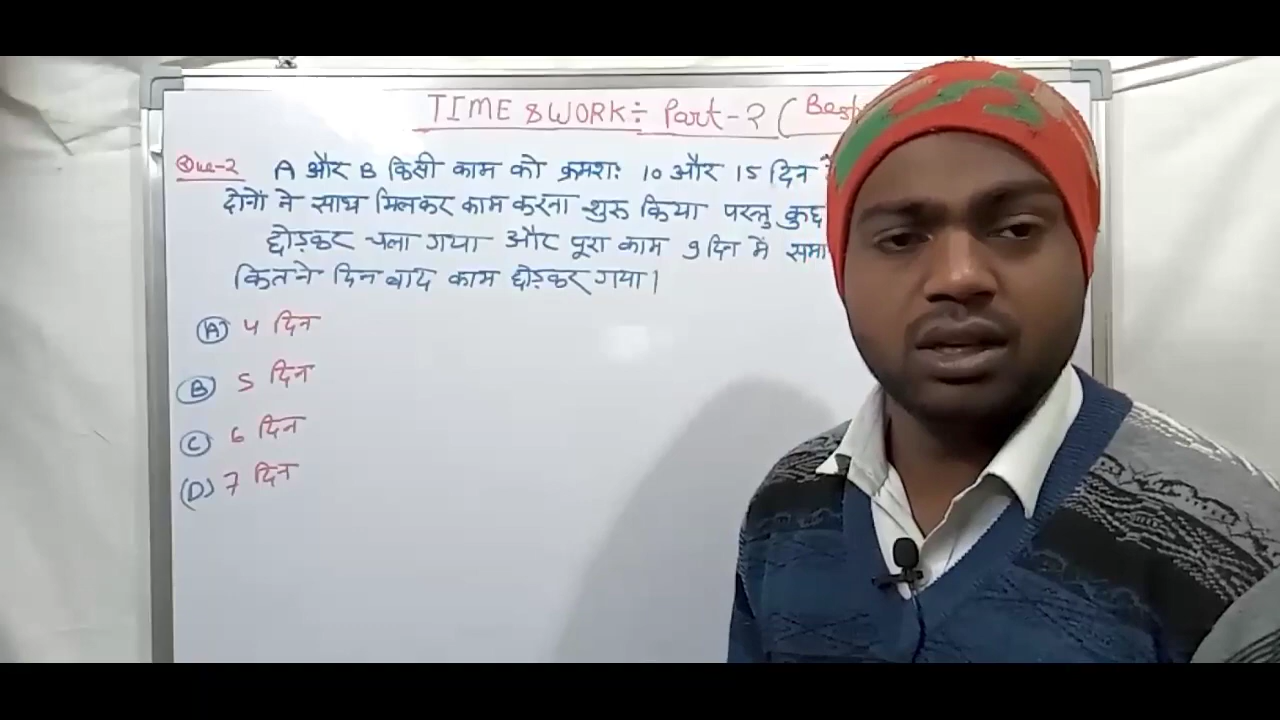 TIME & WORK:- Part-2 (Best
Que-2 A और B किसी काम को क्रमशः 10 और 15 दिन
दोनों ने साथ मिलकर काम करना शुरू किया परन्तु कुछ
छोड़कर चला गया और पूरा काम 9 दिन में समा
कितने दिन बाद काम छोड़कर गया।
(A) 4 दिन
(B) 5 दिन
(C) 6 दिन
(D) 7 दिन